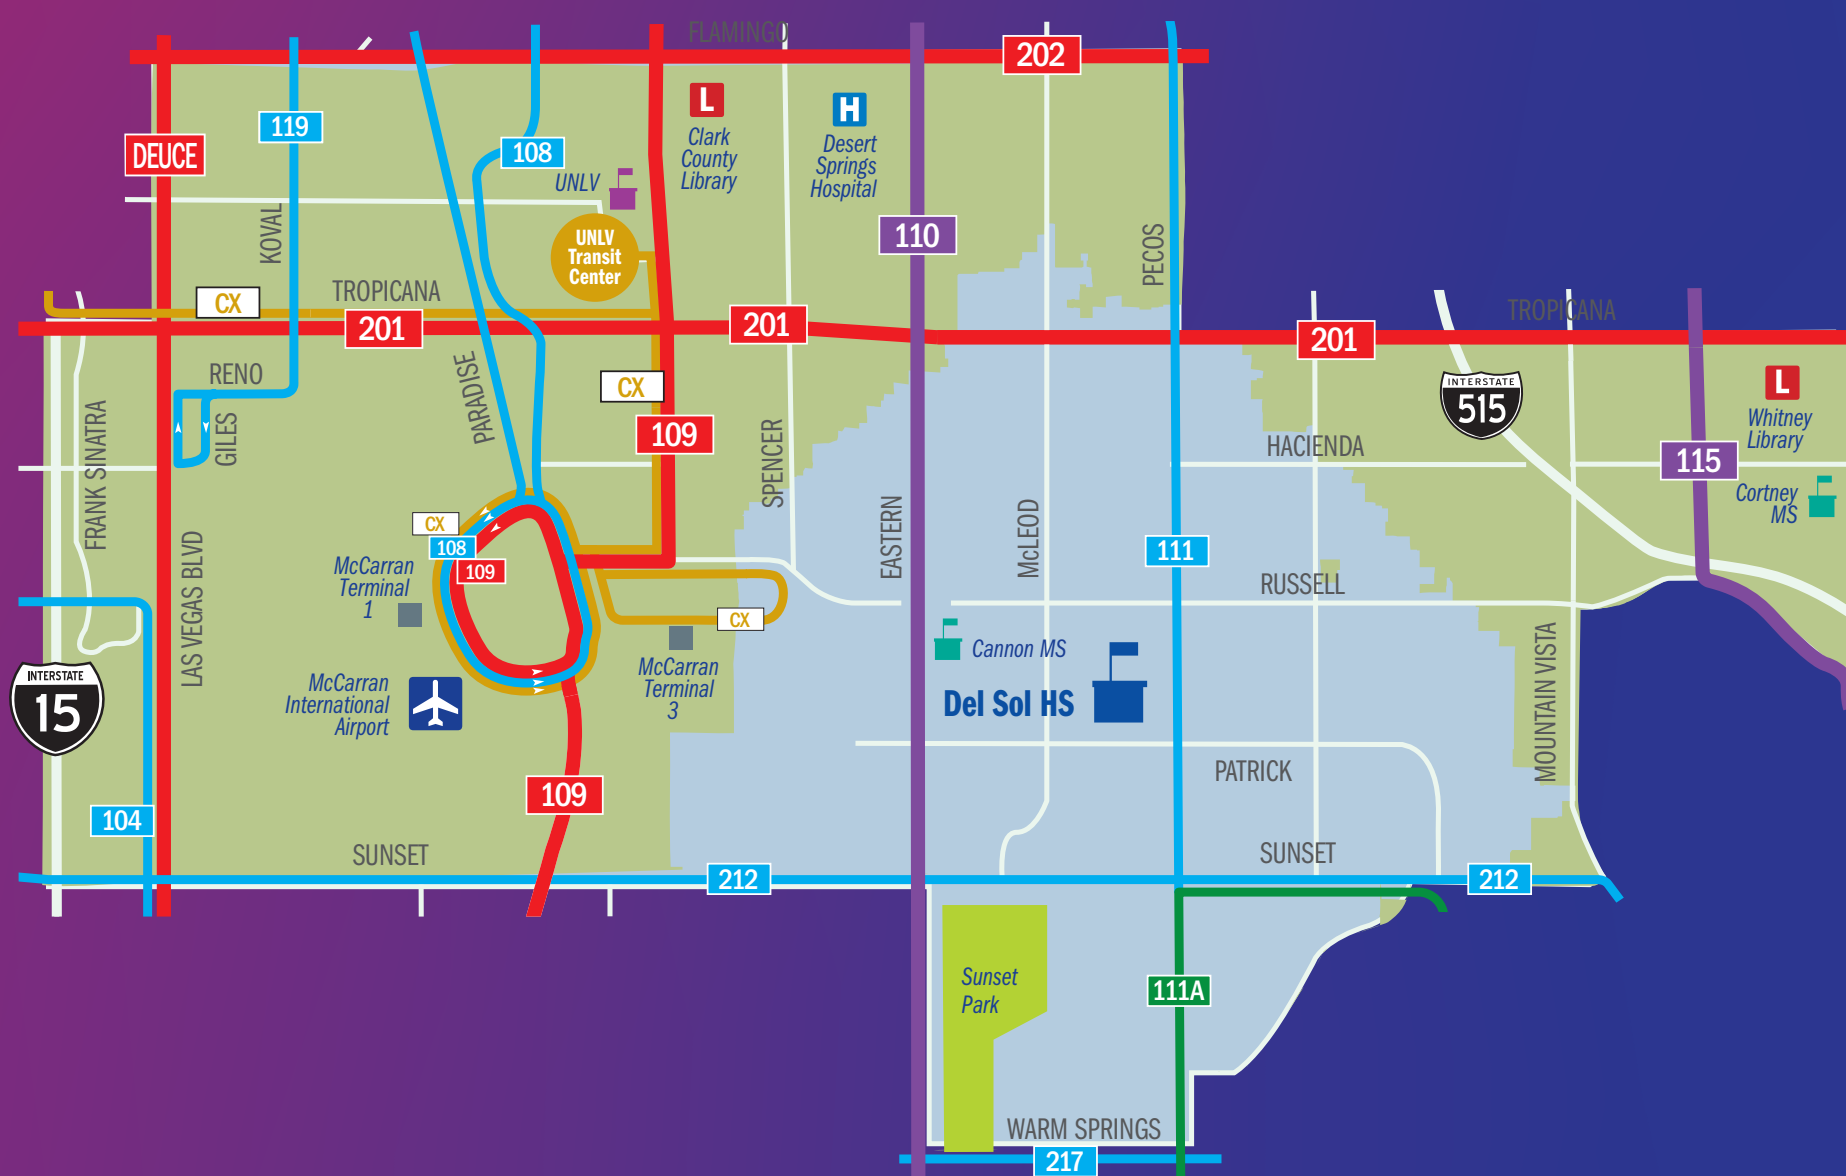 FLAMINGO
202
119
DEUCE
108
L
Clark
County
Library
H
Desert
Springs
Hospital
UNLV
KOVAL
UNLV
Transit
Center
110
PECOS
CX
TROPICANA
201
201
201
TROPICANA
RENO
GILES
PARADISE
CX
109
SPENCER
FRANK SINATRA
HACIENDA
INTERSTATE
515
L
Whitney
Library
115
Cortney
MS
LAS VEGAS BLVD
CX
108
109
McCarran
Terminal
1
EASTERN
McLEOD
111
RUSSELL
CX
McCarran
Terminal
3
Cannon MS
Del Sol HS
MOUNTAIN VISTA
INTERSTATE
15
McCarran
International
Airport
PATRICK
109
104
SUNSET
212
SUNSET
212
Sunset
Park
111A
WARM SPRINGS
217